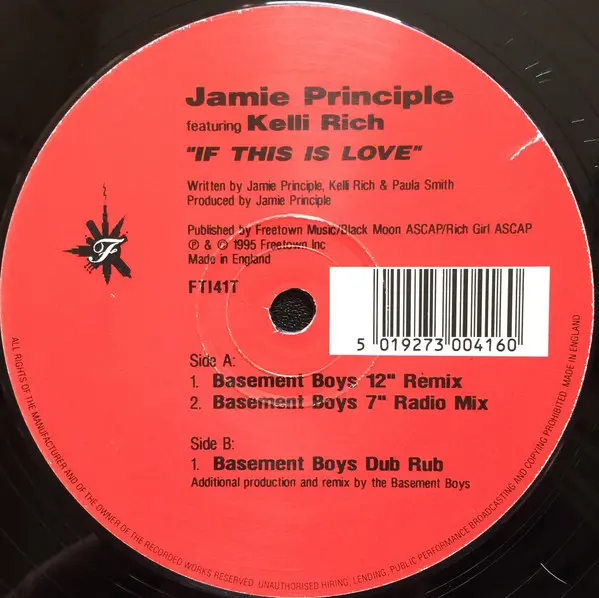 Jamie Principle
featuring Kelli Rich
"IF THIS IS LOVE"
Written by Jamie Principle, Kelli Rich & Paula Smith
Produced by Jamie Principle
Published by Freetown Music/Black Moon ASCAP/Rich Girl ASCAP
℗ & © 1995 Freetown Inc
Made in England
FTI41T
5 019273 004160
F
Side A:
1. Basement Boys 12" Remix
2. Basement Boys 7" Radio Mix
Side B:
1. Basement Boys Dub Rub
Additional production and remix by the Basement Boys
ALL RIGHTS OF THE MANUFACTURER AND OF THE OWNER OF THE RECORDED WORKS RESERVED. UNAUTHORISED HIRING, LENDING, PUBLIC PERFORMANCE BROADCASTING AND COPYING PROHIBITED. MADE IN ENGLAND